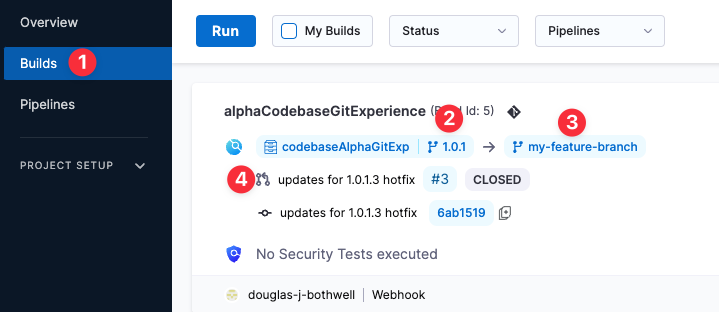 Overview
Builds 1
Pipelines
PROJECT SETUP
Run My Builds Status Pipelines
alphaCodebaseGitExperience Id: 5)
2 3
codebaseAlphaGitExp 1.0.1 → my-feature-branch
4 updates for 1.0.1.3 hotfix #3 CLOSED
updates for 1.0.1.3 hotfix 6ab1519
No Security Tests executed
douglas-j-bothwell | Webhook